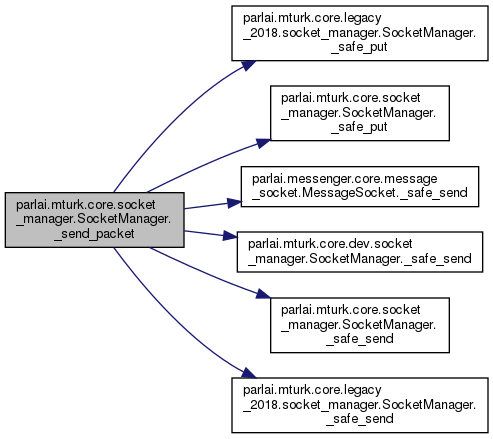 parlai.mturk.core.legacy
_2018.socket_manager.SocketManager.
_safe_put
parlai.mturk.core.socket
_manager.SocketManager.
_safe_put
parlai.messenger.core.message
_socket.MessageSocket._safe_send
parlai.mturk.core.socket
_manager.SocketManager.
_send_packet
parlai.mturk.core.dev.socket
_manager.SocketManager._safe_send
parlai.mturk.core.socket
_manager.SocketManager.
_safe_send
parlai.mturk.core.legacy
_2018.socket_manager.SocketManager.
_safe_send